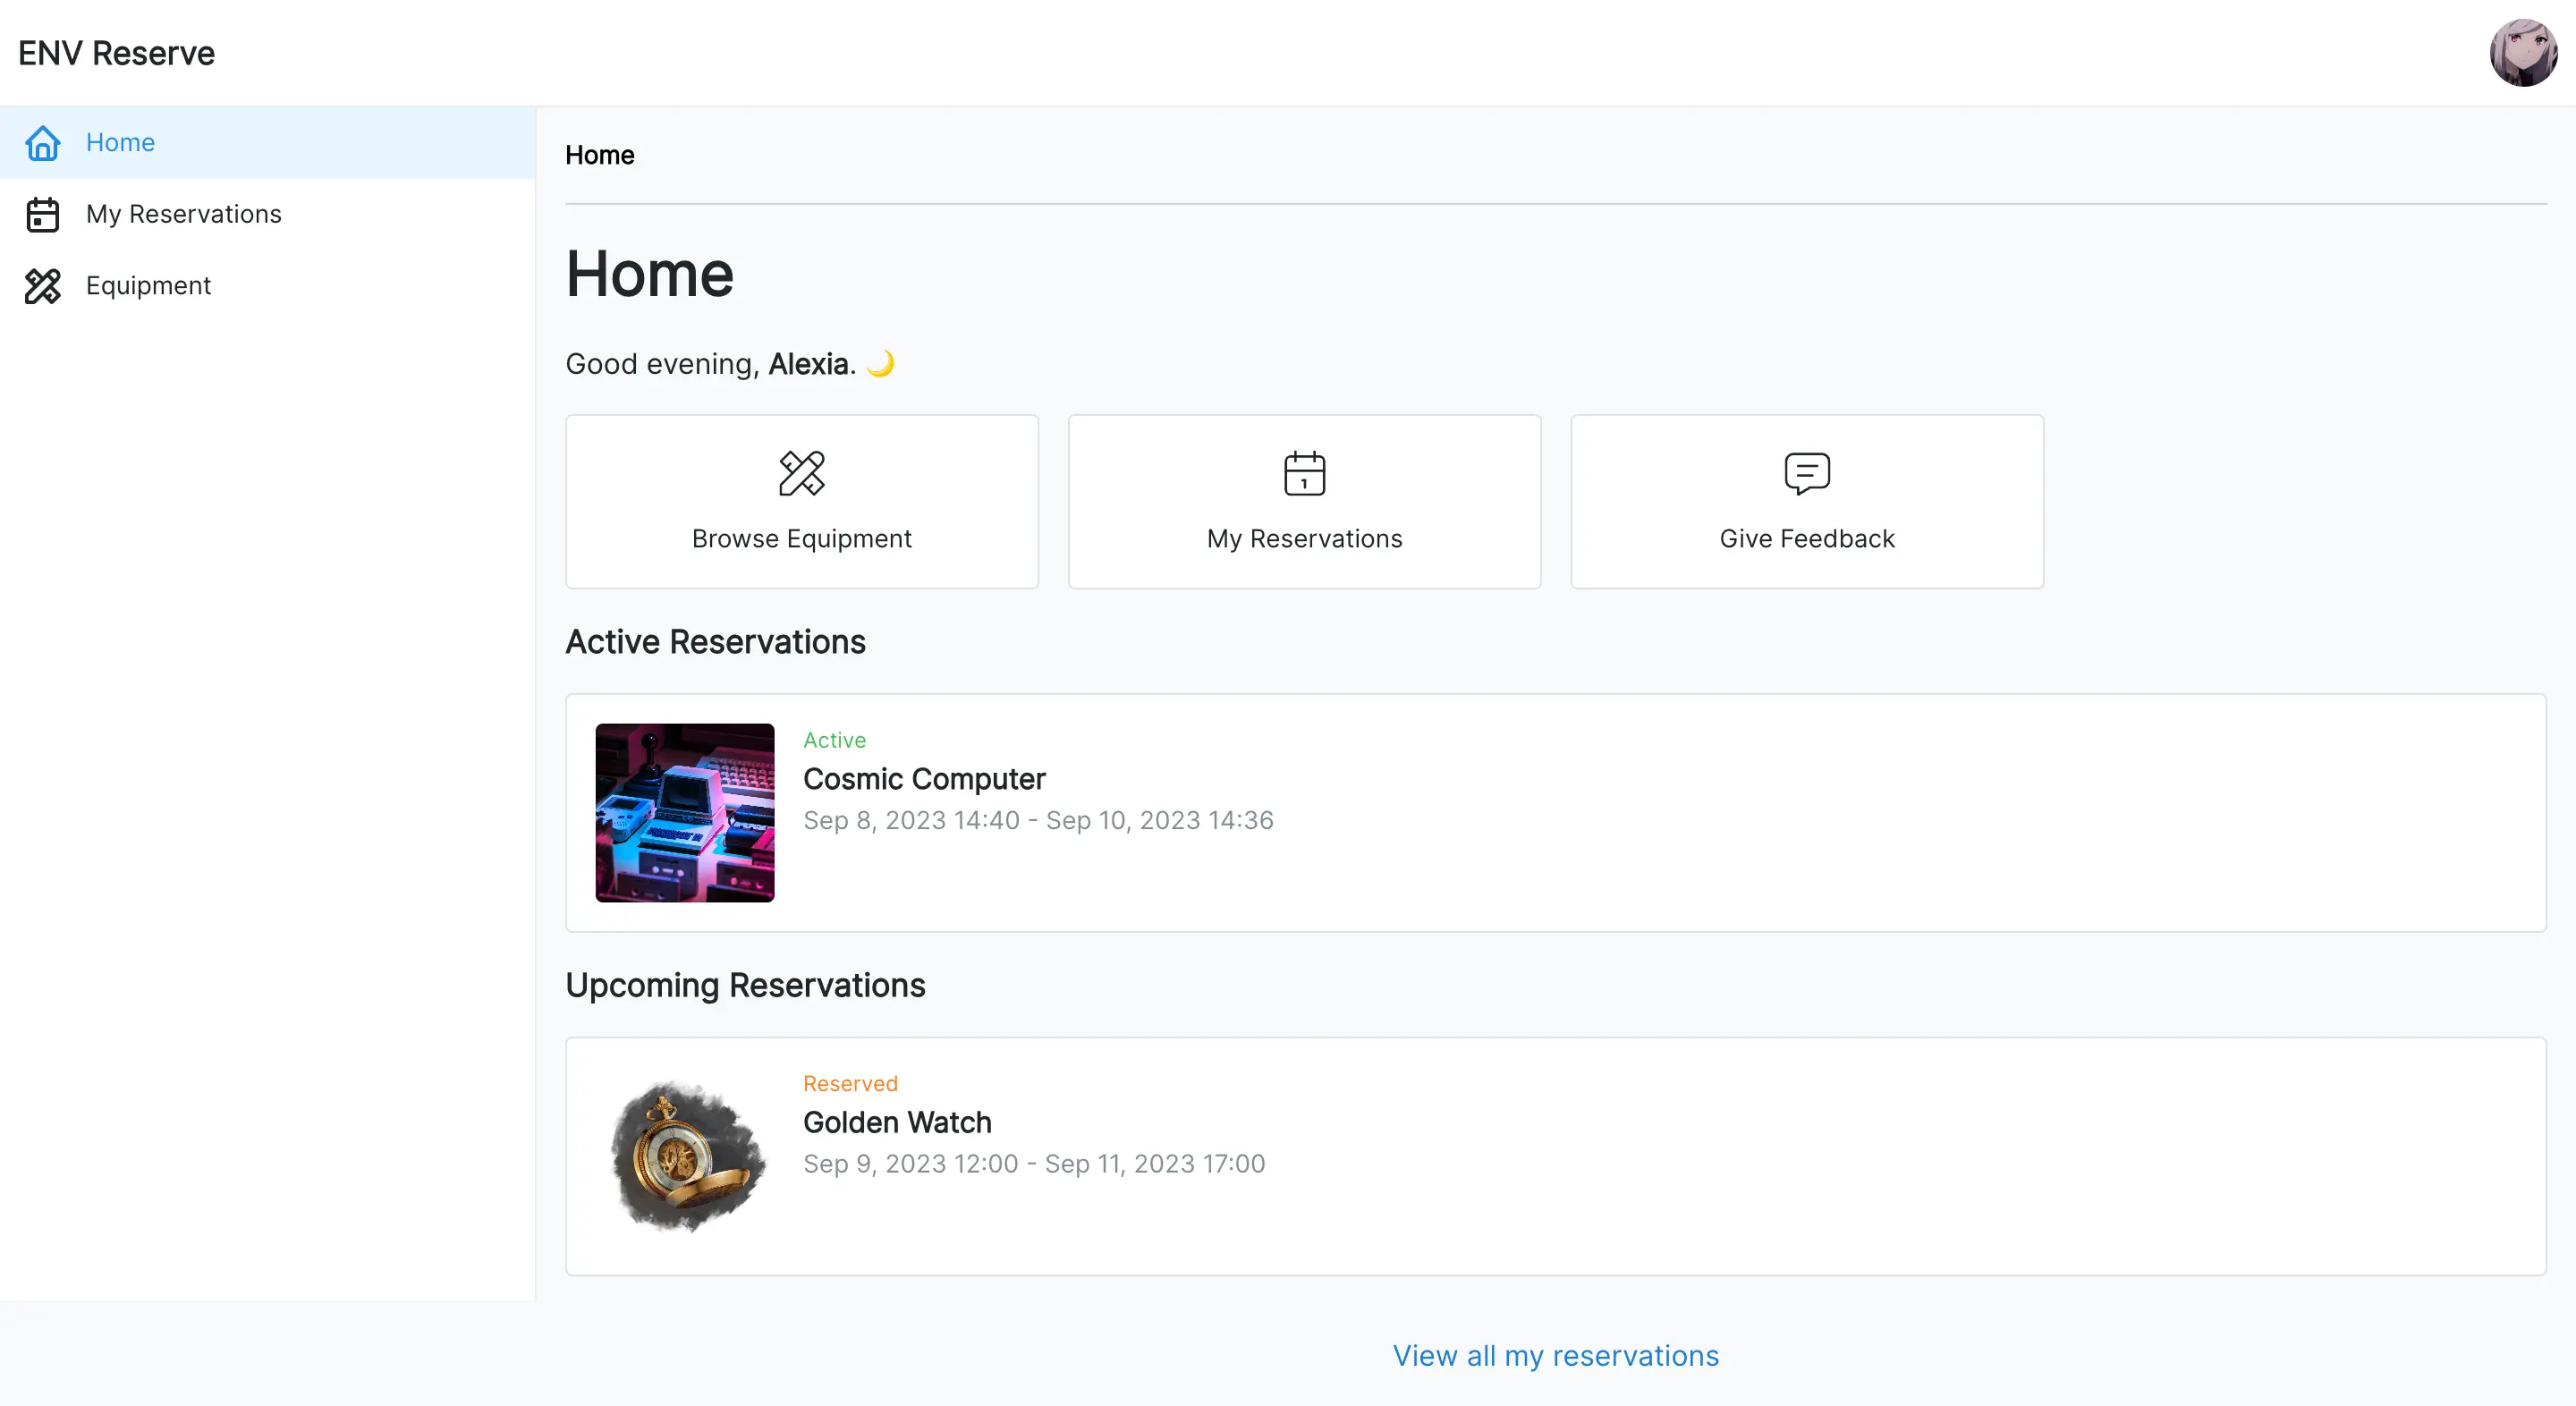 ENV Reserve
Home
My Reservations
Equipment
Home
Home
Good evening, Alexia. 🌙
Browse Equipment
My Reservations
Give Feedback
Active Reservations
Active
Cosmic Computer
Sep 8, 2023 14:40 - Sep 10, 2023 14:36
Upcoming Reservations
Reserved
Golden Watch
Sep 9, 2023 12:00 - Sep 11, 2023 17:00
View all my reservations